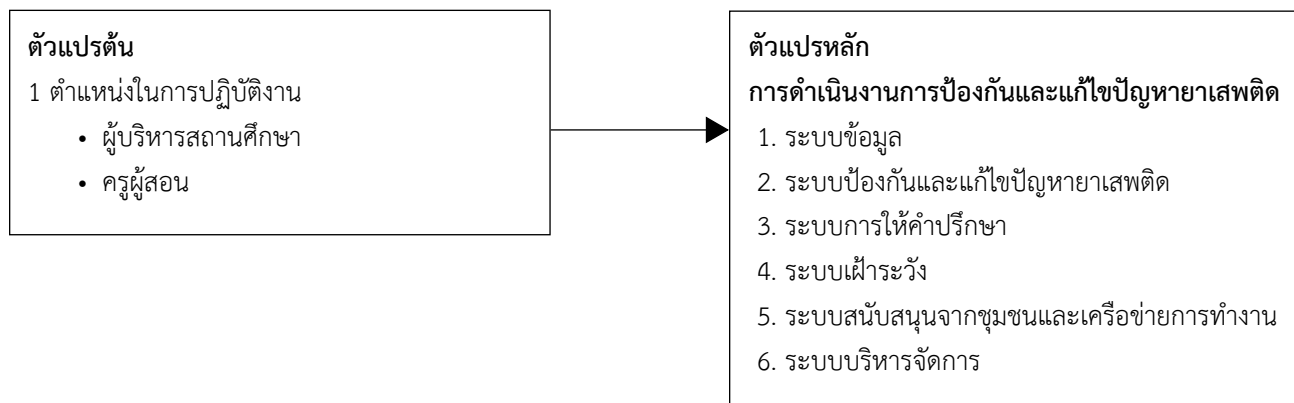 ตัวแปรต้น
1 ตำแหน่งในการปฏิบัติงาน
• ผู้บริหารสถานศึกษา
• ครูผู้สอน
ตัวแปรหลัก
การดำเนินงานการป้องกันและแก้ไขปัญหายาเสพติด
1. ระบบข้อมูล
2. ระบบป้องกันและแก้ไขปัญหายาเสพติด
3. ระบบการให้คำปรึกษา
4. ระบบเฝ้าระวัง
5. ระบบสนับสนุนจากชุมชนและเครือข่ายการทำงาน
6. ระบบบริหารจัดการ